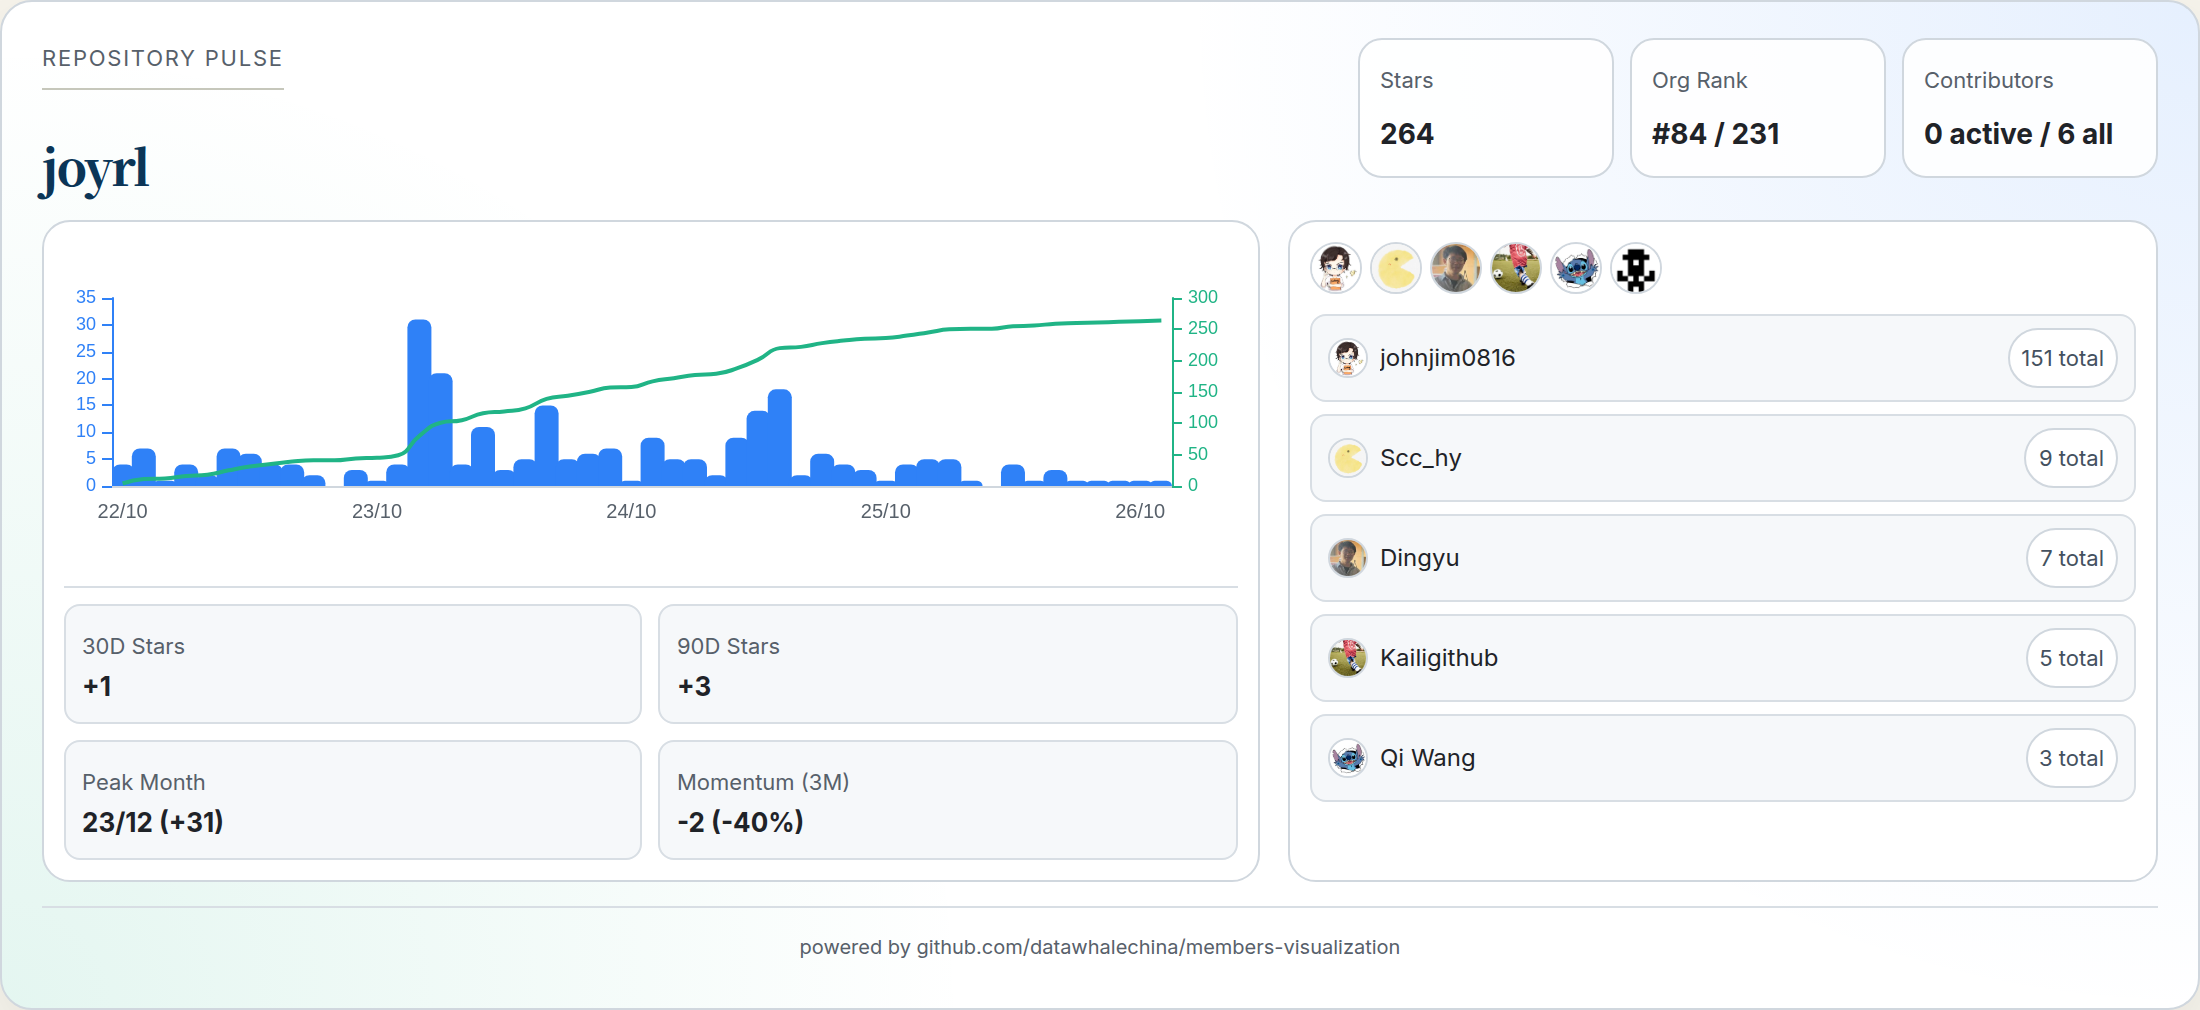 REPOSITORY PULSE
joyrl
Stars
264
Org Rank
#84 / 231
Contributors
0 active / 6 all
35
30
25
20
15
10
5
0
300
250
200
150
100
50
0
22/10
23/10
24/10
25/10
26/10
30D Stars
+1
90D Stars
+3
Peak Month
23/12 (+31)
Momentum (3M)
-2 (-40%)
johnjim0816
151 total
Scc_hy
9 total
Dingyu
7 total
Kailigithub
5 total
Qi Wang
3 total
powered by github.com/datawhalechina/members-visualization